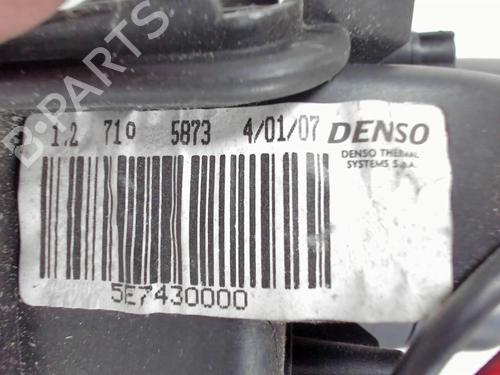 B-PARTS
1.2 71º 5873 4/01/07 DENSO
DENSO THERMAL
SYSTEMS S.p.A.
5E7430000